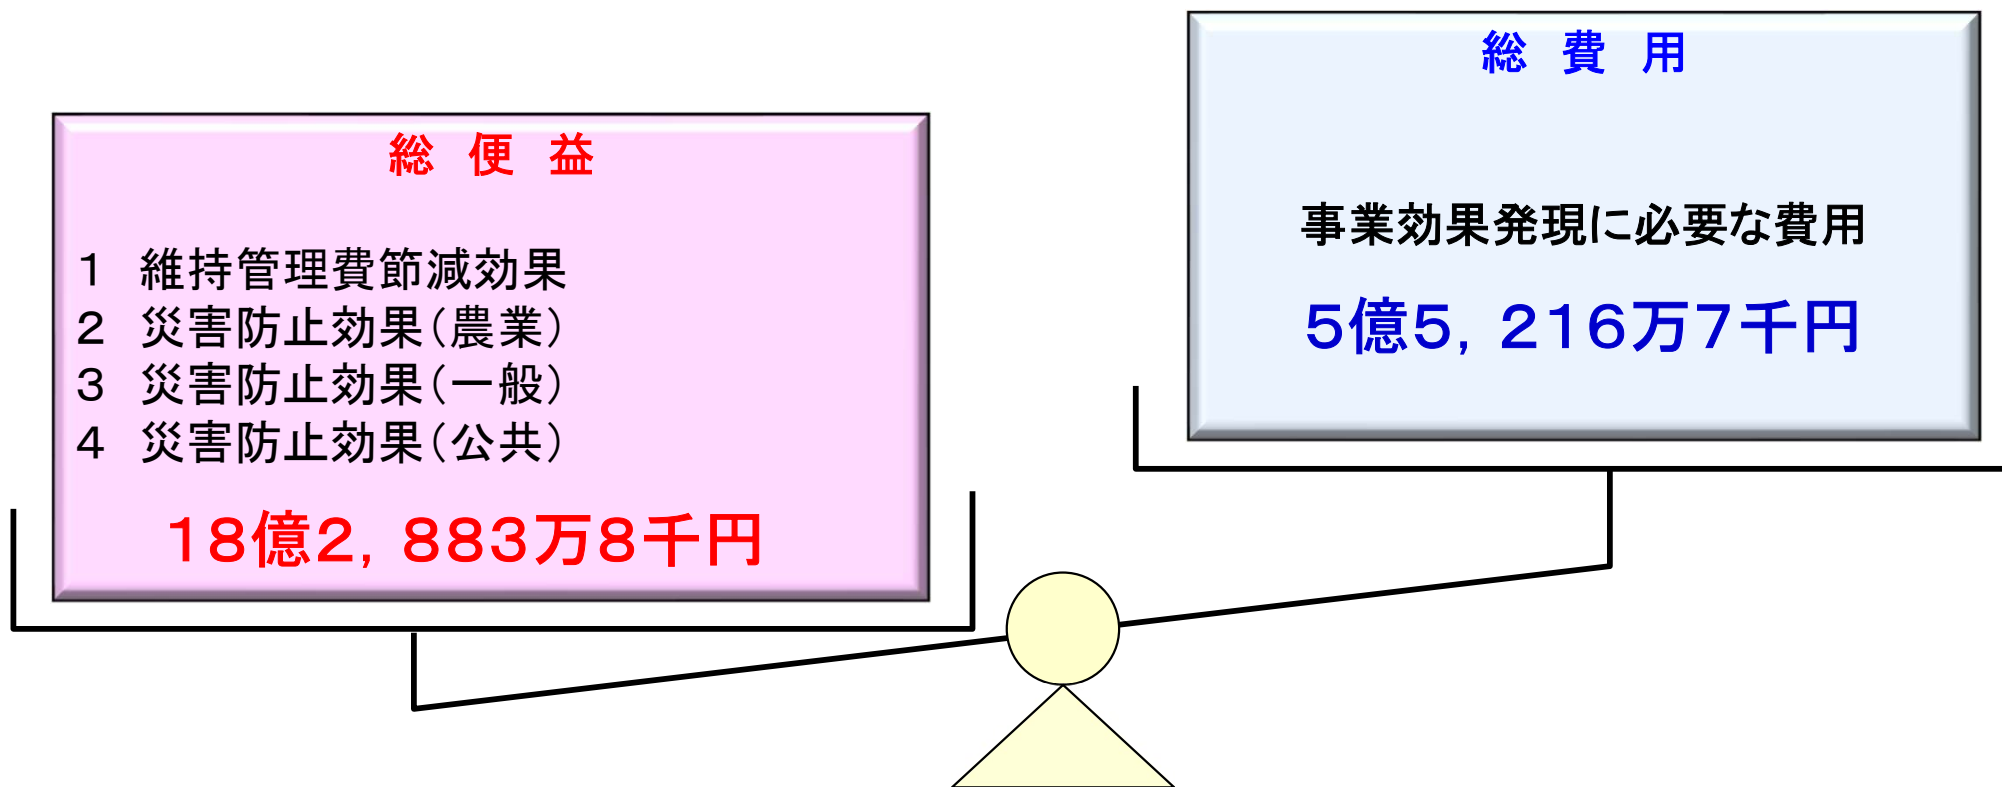 総　便　益
１　維持管理費節減効果
２　災害防止効果（農業）
３　災害防止効果（一般）
４　災害防止効果（公共）
１８億２，８８３万８千円
総　費　用
事業効果発現に必要な費用
５億５，２１６万７千円